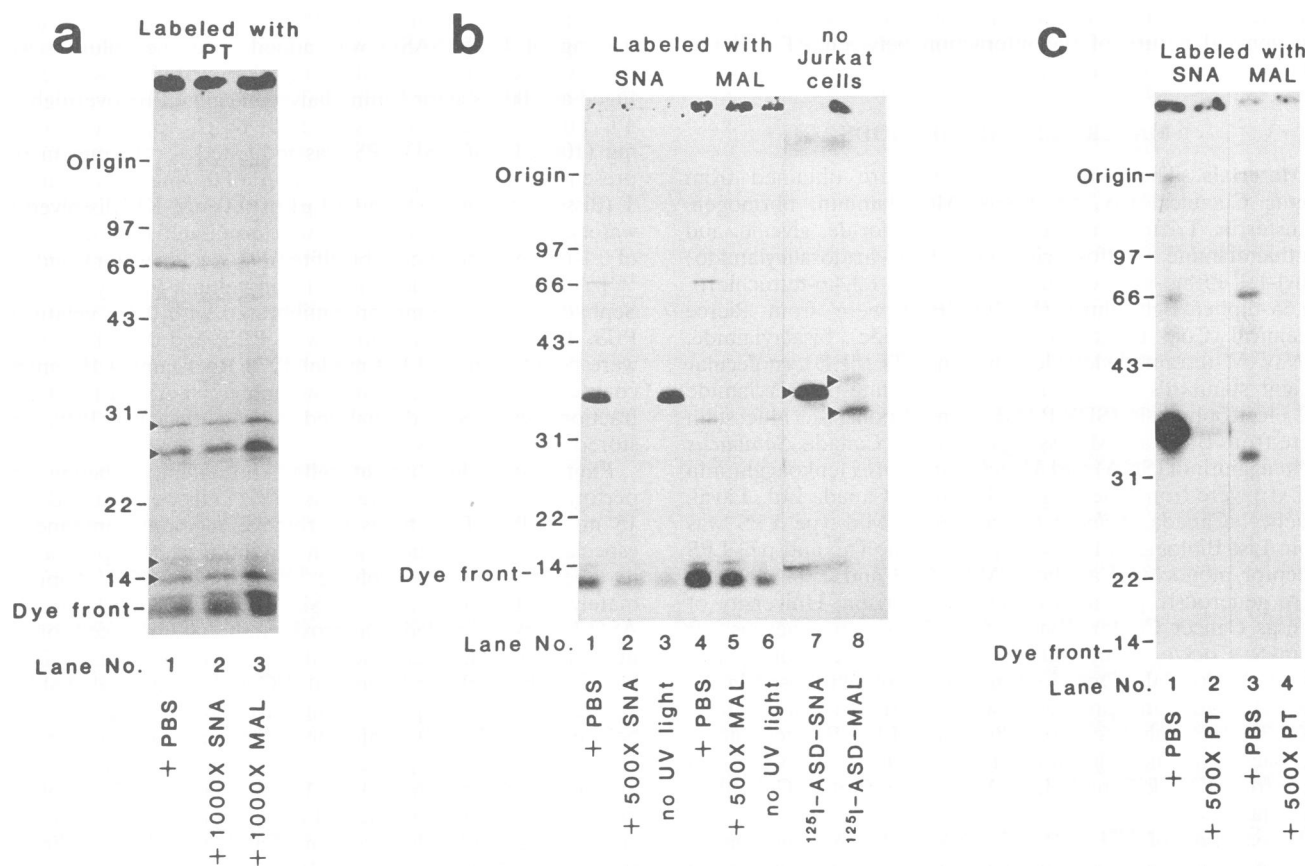 a
Labeled with
PT
Origin
97
66
43
31
22
14
Dye front
Lane No. 1 2 3
+ PBS
+ 1000X SNA
+ 1000X MAL
b
Labeled with
SNA MAL
no
Jurkat
cells
Origin
97
66
43
31
22
14
Dye front
1 2 3 4 5 6 7 8
+ PBS
+ 500X SNA
no UV light
+ PBS
+ 500X MAL
no UV light
125I-ASD-SNA
125I-ASD-MAL
c
Labeled with
SNA MAL
Origin
97
66
43
31
22
14
Dye front
Lane No. 1 2 3 4
+ PBS
+ 500X PT
+ PBS
+ 500X PT